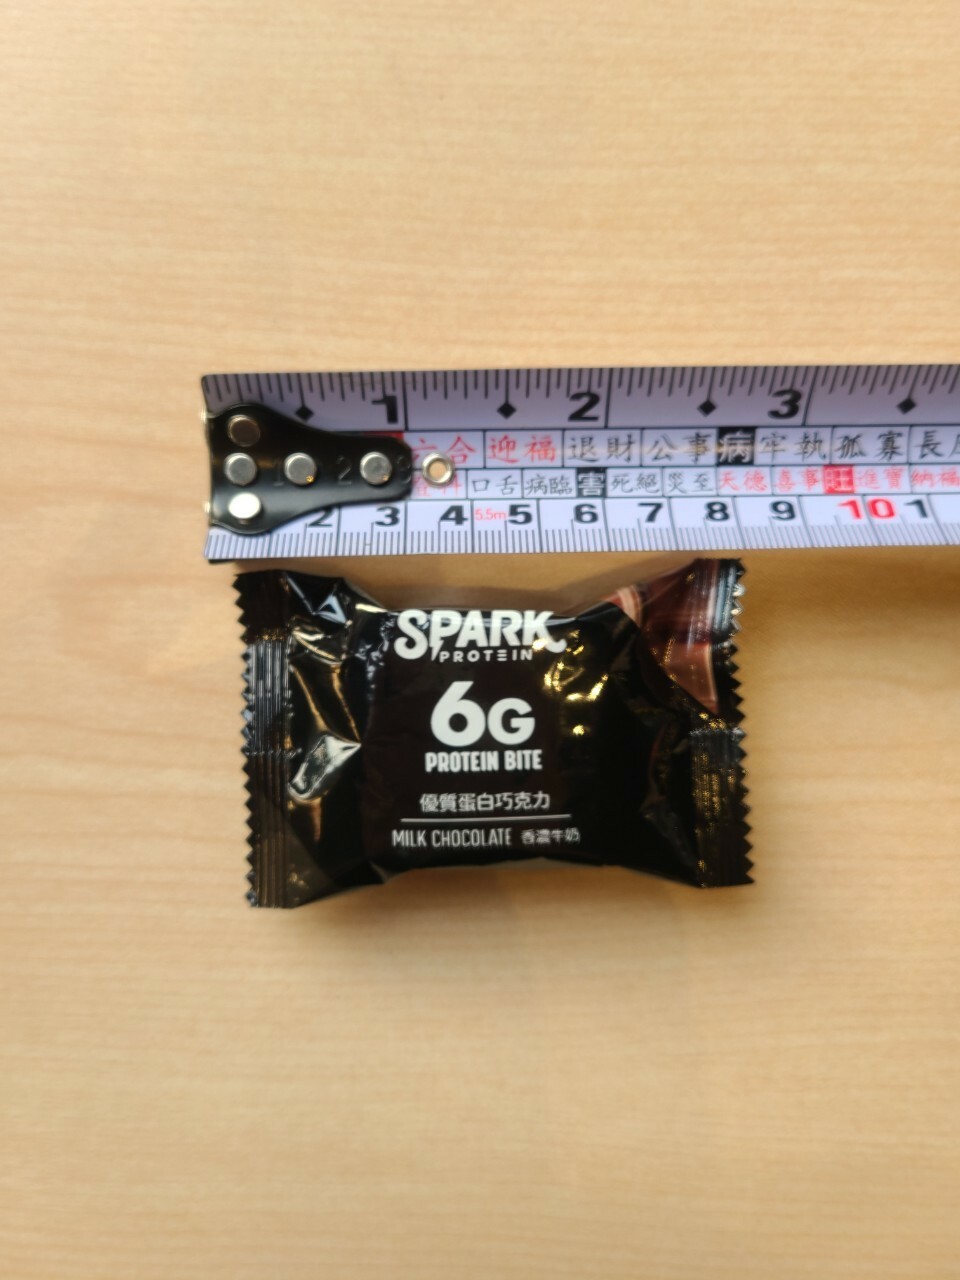 1 2 3
六合 迎福 退財 公事 病 牢執 孤寡 長
口舌 病臨 害 死絕 災至 天德 喜事 旺 進寶 納福
2 3 4 5.5m 5 6 7 8 9 10 1
SPARK
PROTEIN
6G
PROTEIN BITE
優質蛋白巧克力
MILK CHOCOLATE 香濃牛奶